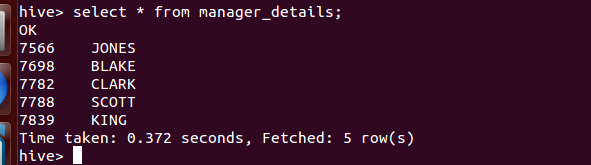 hive> select * from manager_details;
OK
7566    JONES
7698    BLAKE
7782    CLARK
7788    SCOTT
7839    KING
Time taken: 0.372 seconds, Fetched: 5 row(s)
hive>